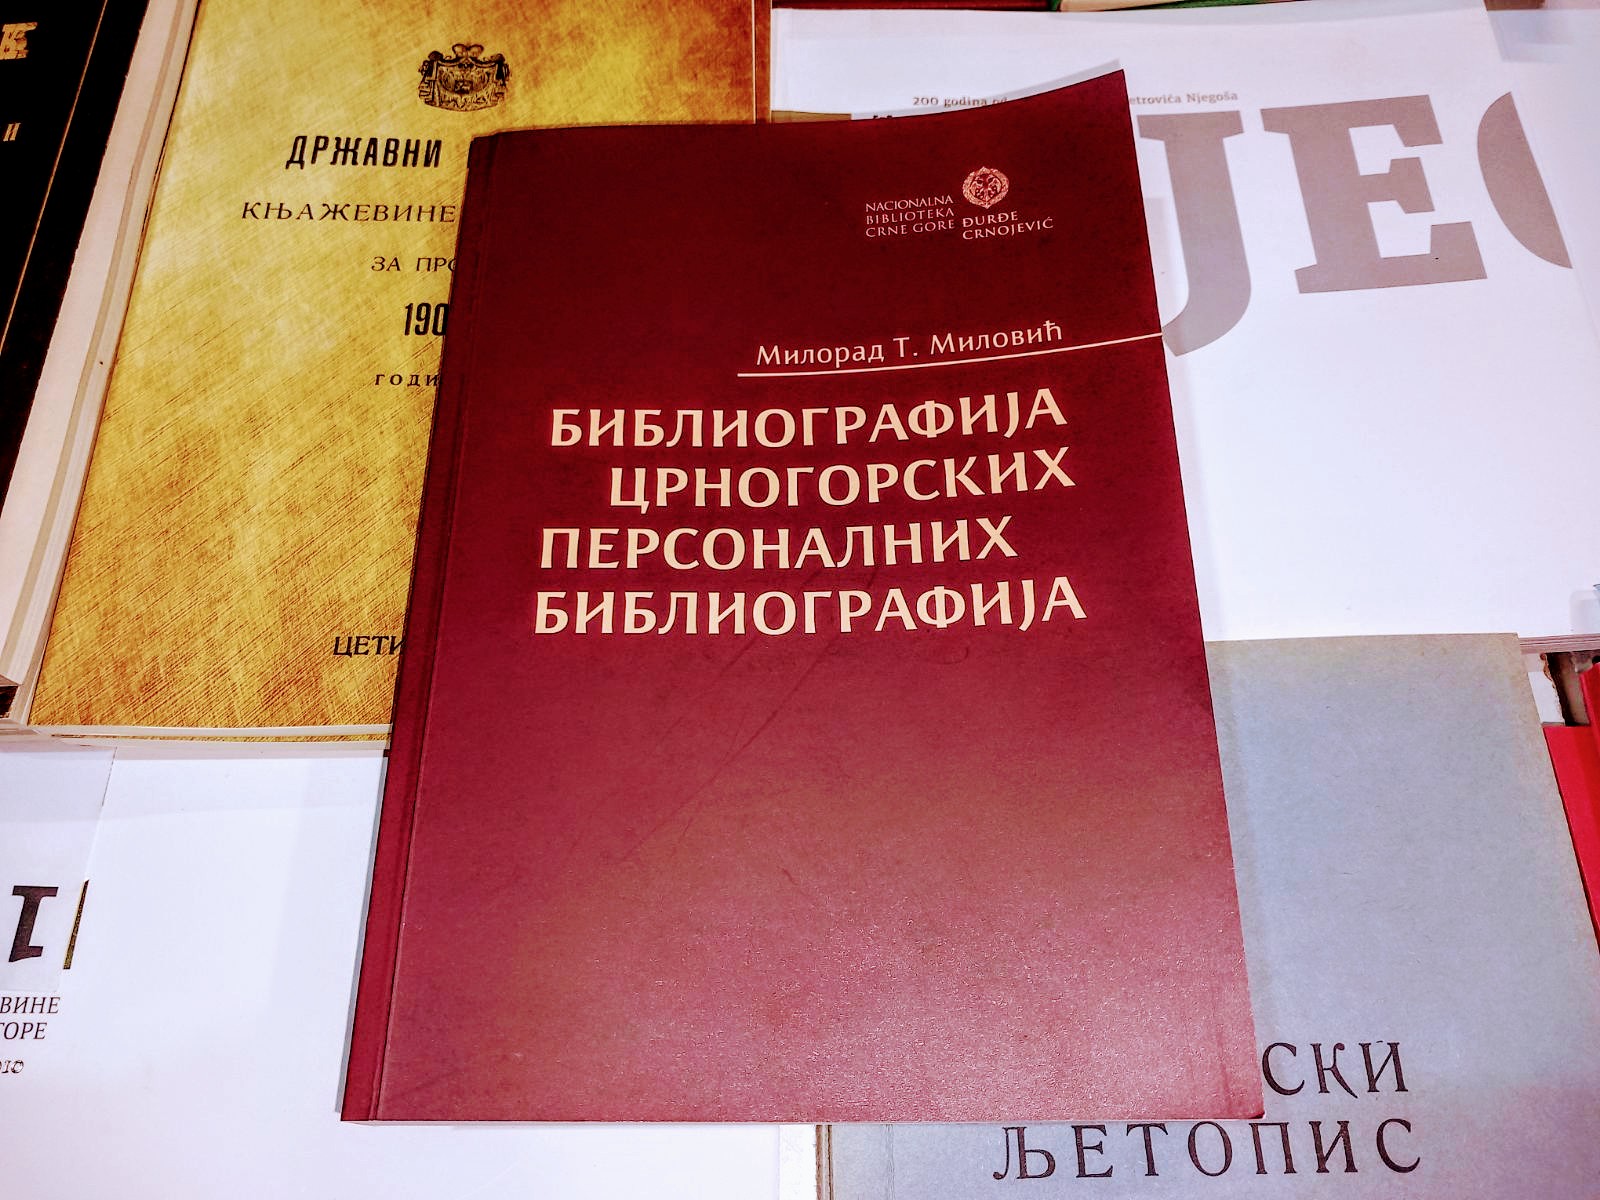 ДРЖАВНИ
КЊАЖЕВИНЕ
ЗА
190
ЦЕТИ
200 godina
etrovića Njegoša
JE
NACIONALNA
BIBLIOTEKA
CRNE GORE
ĐURĐE
CRNOJEVIĆ
Милорад Т. Миловић
БИБЛИОГРАФИЈА
ЦРНОГОРСКИХ
ПЕРСОНАЛНИХ
БИБЛИОГРАФИЈА
ВИНЕ
ГОРЕ
СКИ
ЉЕТОПИС